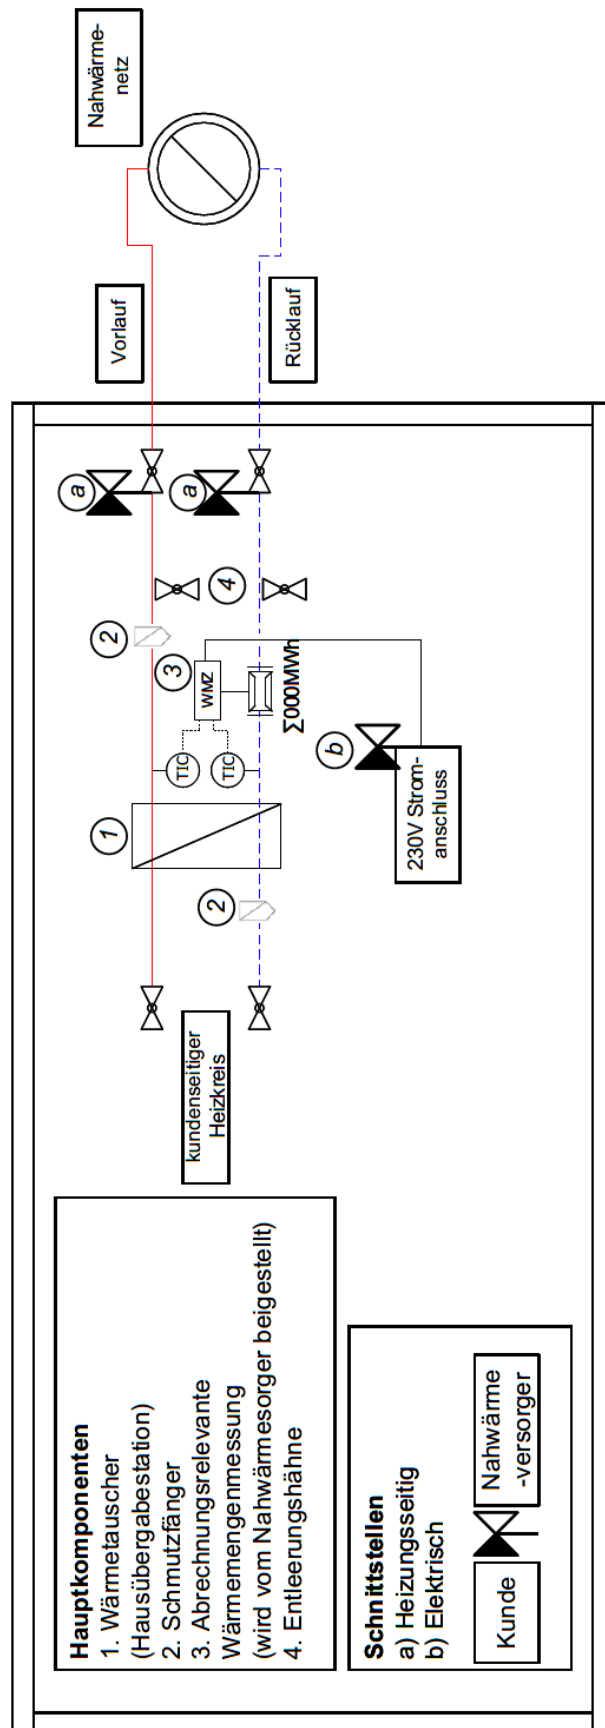 Hauptkomponenten
1. Wärmetauscher
(Hausübergabestation)
2. Schmutzfänger
3. Abrechnungsrelevante
Wärmemengenmessung
(wird vom Nahwärmesorger beigestellt)
4. Entleerungshähne
Schnittstellen
a) Heizungsseitig
b) Elektrisch
Kunde
Nahwärme
-versorger
kundenseitiger
Heizkreis
2
1
TIC
TIC
3
WMZ
∑000MWh
2
4
a
a
b
230V Strom-
anschluss
Vorlauf
Rücklauf
Nahwärme-
netz